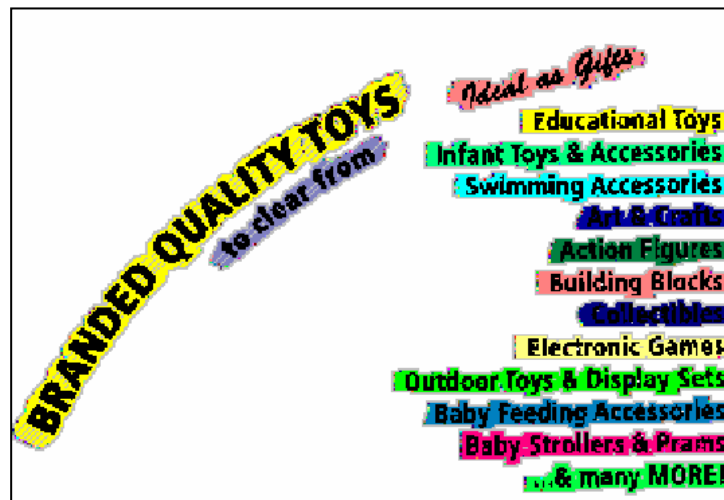 BRANDED QUALITY TOYS
to clear from
Ideal as Gifts
Educational Toys
Infant Toys & Accessories
Swimming Accessories
Art & Crafts
Action Figures
Building Blocks
Collectibles
Electronic Games
Outdoor Toys & Display Sets
Baby Feeding Accessories
Baby Strollers & Prams
...& many MORE!